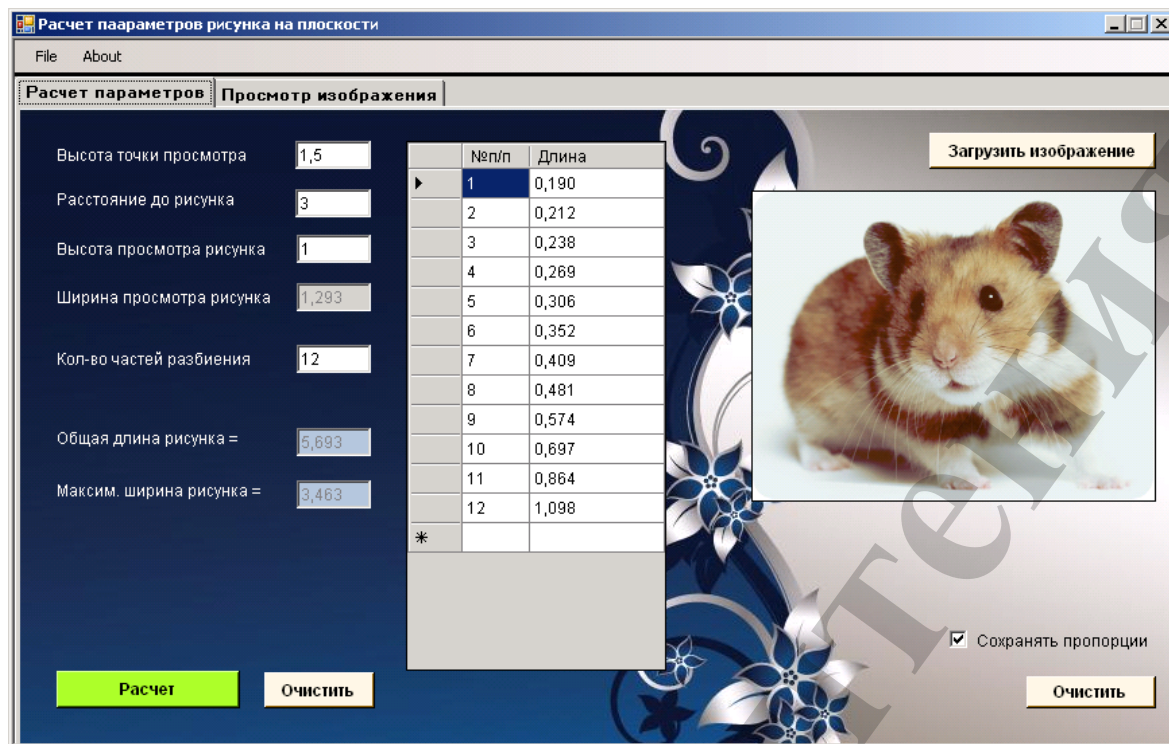 Расчет паараметров рисунка на плоскости
File About
Расчет параметров Просмотр изображения
Высота точки просмотра 1,5
Расстояние до рисунка 3
Высота просмотра рисунка 1
Ширина просмотра рисунка 1,293
Кол-во частей разбиения 12
Общая длина рисунка = 5,693
Максим. ширина рисунка = 3,463
Расчет Очистить
№п/п Длина
1 0,190
2 0,212
3 0,238
4 0,269
5 0,306
6 0,352
7 0,409
8 0,481
9 0,574
10 0,697
11 0,864
12 1,098
Загрузить изображение
Сохранять пропорции
Очистить